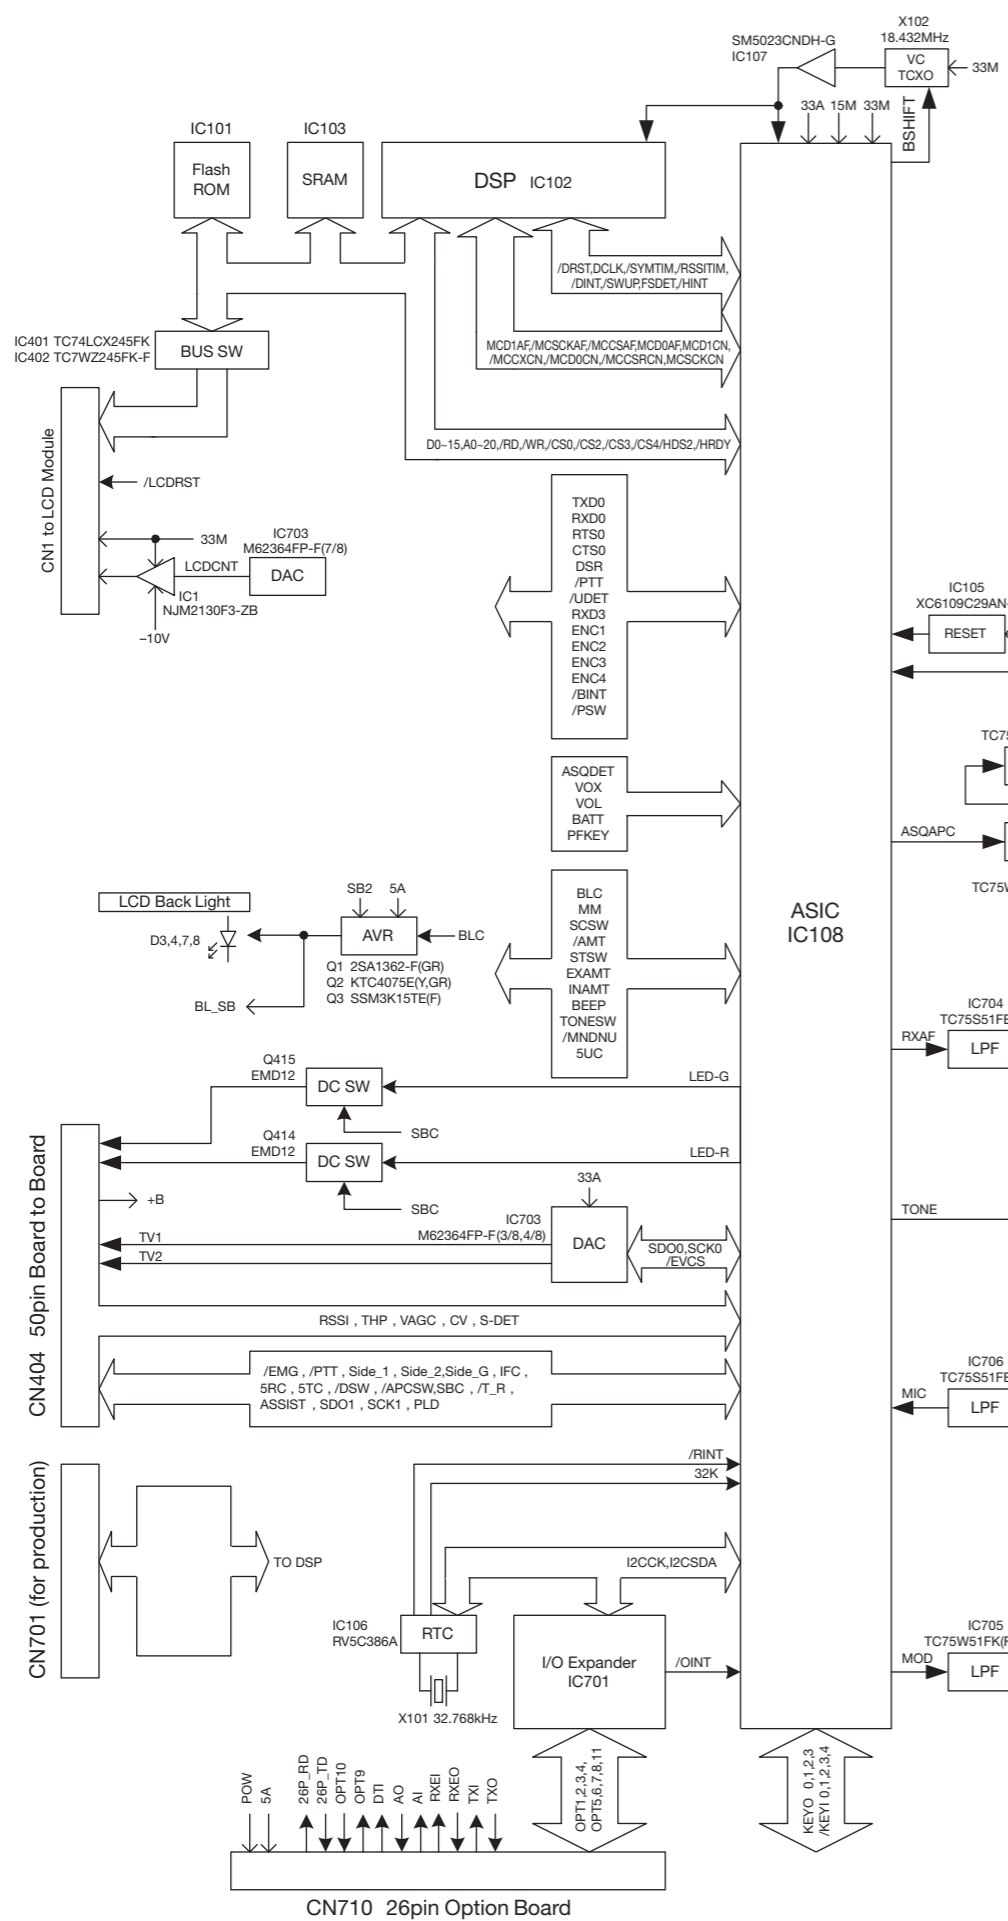 X102
18.432MHz
SM5023CNDH-G
IC107
VC
TCXO
33M
33A 15M 33M
BSHIFT
IC101
IC103
Flash
ROM
SRAM
DSP IC102
/DRST,DCLK,/SYMTIM,/RSSITIM,
/DINT,/SWUP,FSDET,/HINT
IC401 TC74LCX245FK
IC402 TC7WZ245FK-F
BUS SW
MCD1AF,/MCSCKAF,/MCCSAF,MCD0AF,MCD1CN,
/MCCXCN,/MCD0CN,/MCCSRCN,MCSCKCN
CN1 to LCD Module
D0~15,A0~20,/RD,/WR,/CS0,/CS2,/CS3,/CS4/HDS2,/HRDY
/LCDRST
33M
IC703
M62364FP-F(7/8)
LCDCNT
DAC
IC1
NJM2130F3-ZB
–10V
TXD0
RXD0
RTS0
CTS0
DSR
/PTT
/UDET
RXD3
ENC1
ENC2
ENC3
ENC4
/BINT
/PSW
IC105
XC6109C29AN
RESET
TC75
ASQDET
VOX
VOL
BATT
PFKEY
ASQAPC
TC75W
ASIC
IC108
SB2 5A
LCD Back Light
D3,4,7,8
AVR
BLC
Q1 2SA1362-F(GR)
Q2 KTC4075E(Y,GR)
Q3 SSM3K15TE(F)
BL_SB
BLC
MM
SCSW
/AMT
STSW
EXAMT
INAMT
BEEP
TONESW
/MNDNU
5UC
IC704
TC75S51FE
RXAF
LPF
Q415
EMD12
DC SW
LED-G
SBC
Q414
EMD12
DC SW
LED-R
SBC
CN404 50pin Board to Board
+B
33A
IC703
M62364FP-F(3/8,4/8)
TV1
TV2
DAC
SDO0,SCK0
/EVCS
TONE
RSSI , THP , VAGC , CV , S-DET
/EMG , /PTT , Side_1 , Side_2,Side_G , IFC ,
5RC , 5TC , /DSW , /APCSW,SBC , /T_R ,
ASSIST , SDO1 , SCK1 , PLD
IC706
TC75S51FE
MIC
LPF
CN701 (for production)
TO DSP
/RINT
32K
I2CCK,I2CSDA
IC106
RV5C386A
RTC
X101 32.768kHz
I/O Expander
IC701
/OINT
IC705
TC75W51FK(F
MOD
LPF
POW
5A
26P_RD
26P_TD
OPT10
OPT9
DTI
AO
AI
RXEI
RXEO
TXI
TXO
OPT1,2,3,4,
OPT5,6,7,8,11
KEYO 0,1,2,3
/KEYI 0,1,2,3,4
CN710 26pin Option Board